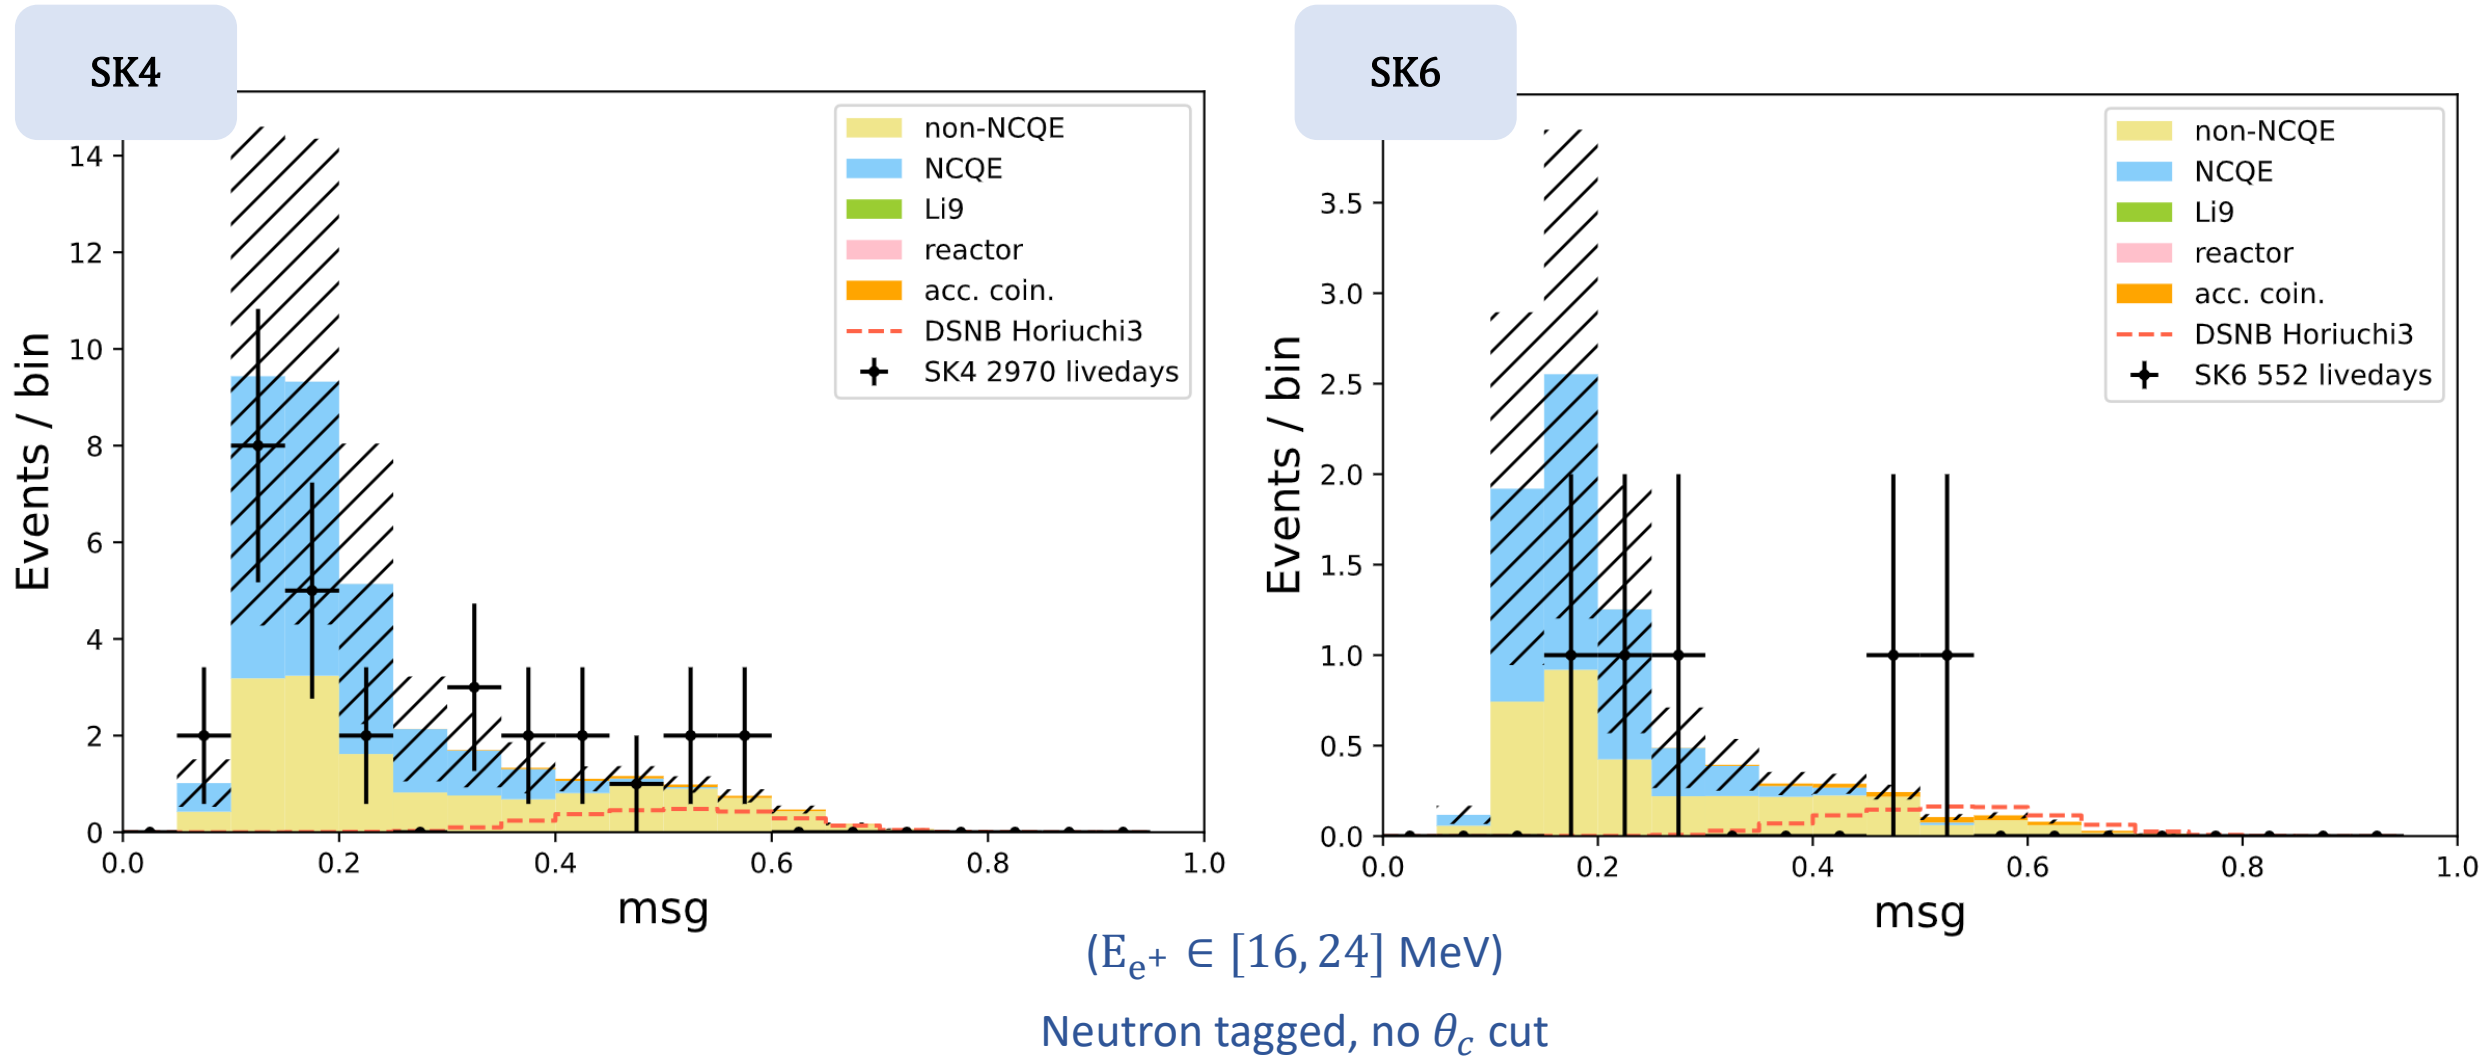 SK4
14
12
10
8
6
4
2
0
0.0 0.2 0.4 0.6 0.8 1.0
Events / bin
msg
non-NCQE
NCQE
Li9
reactor
acc. coin.
DSNB Horiuchi3
SK4 2970 livedays
SK6
3.5
3.0
2.5
2.0
1.5
1.0
0.5
0.0
0.0 0.2 0.4 0.6 0.8 1.0
Events / bin
msg
non-NCQE
NCQE
Li9
reactor
acc. coin.
DSNB Horiuchi3
SK6 552 livedays
(E_{e^+} ∈ [16, 24] MeV)
Neutron tagged, no θ_c cut